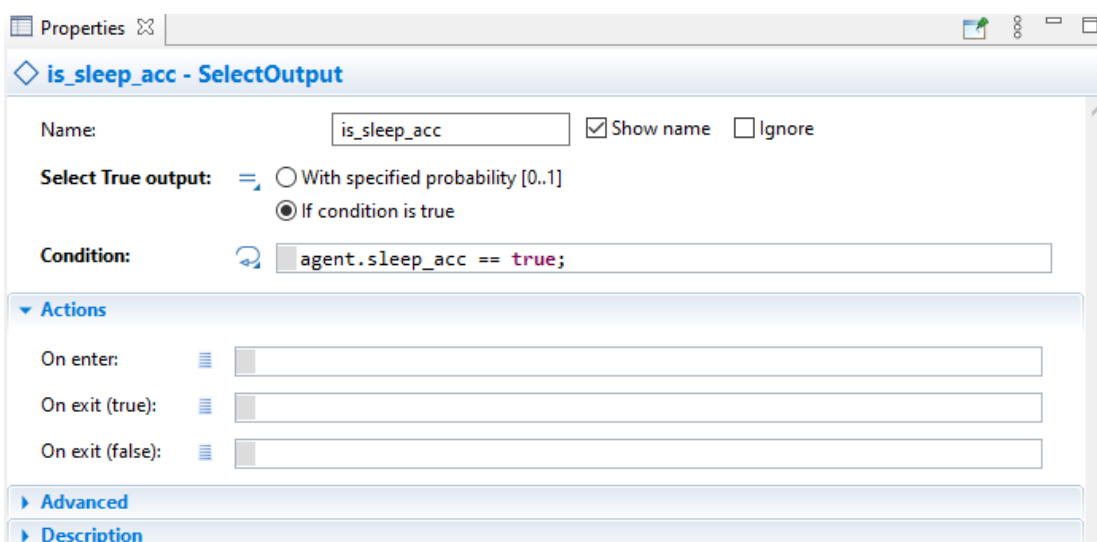 Properties
is_sleep_acc - SelectOutput
Name: is_sleep_acc Show name Ignore
Select True output: With specified probability [0..1]
If condition is true
Condition: agent.sleep_acc == true;
Actions
On enter:
On exit (true):
On exit (false):
Advanced
Description